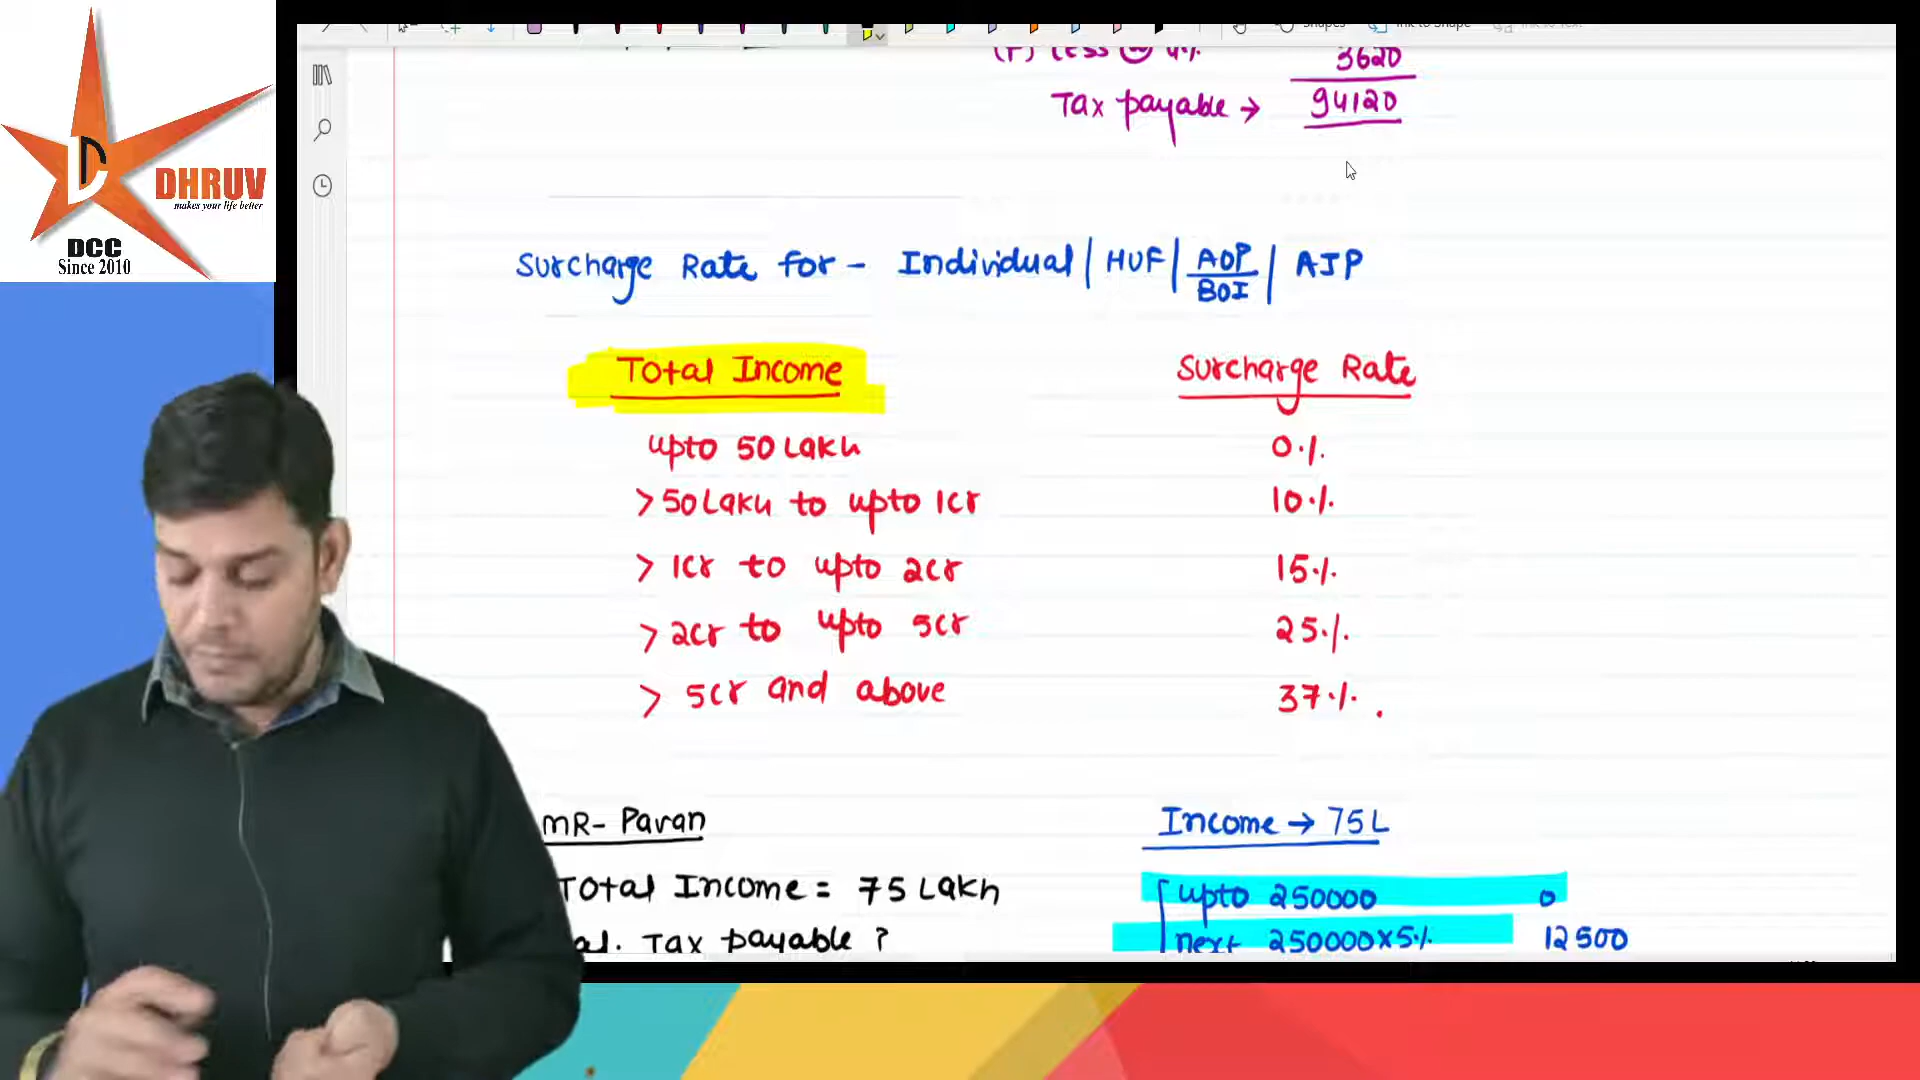 3620
Tax payable → 94120
Surcharge Rate for - Individual | HUF | AOP/BOI | AJP
Total Income Surcharge Rate
upto 50 Lakh 0%
> 50 Lakh to upto 1cr 10%
> 1cr to upto 2cr 15%
> 2cr to upto 5cr 25%
> 5cr and above 37%.
MR- Pavan Income → 75L
Total Income = 75 Lakh upto 250000 0
al. Tax payable ? next 250000x5% 12500
DC
DHRUV
makes your life better
DCC
Since 2010